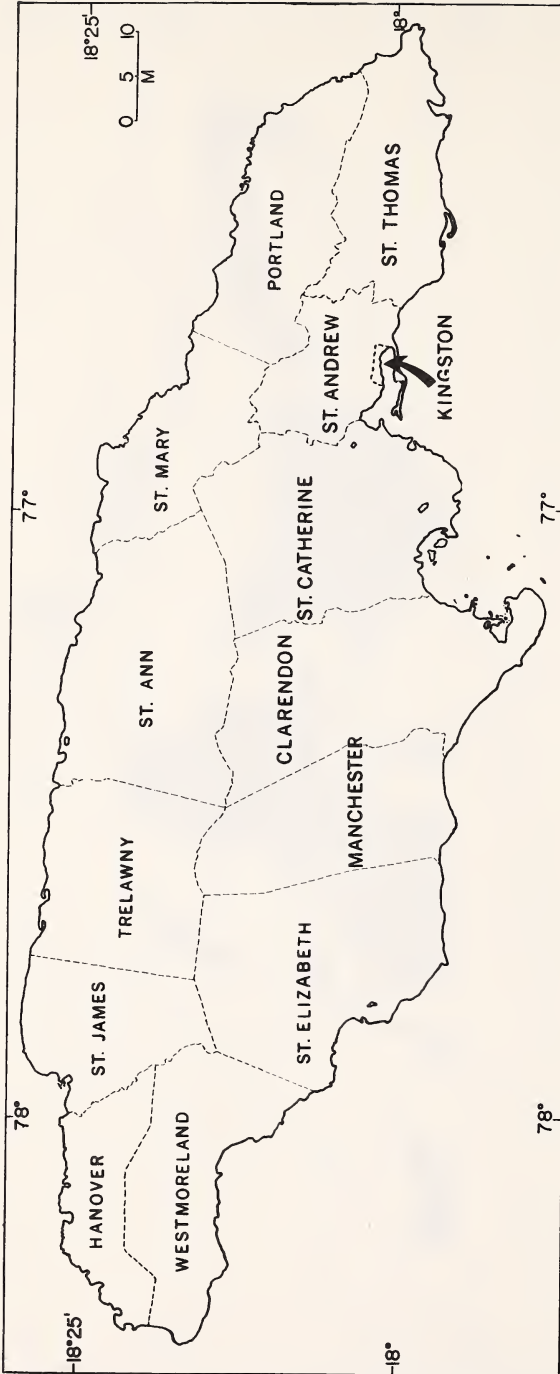 77°
78°
18°25'
18°25'
0 5 10
M
HANOVER
ST. JAMES
TRELAWNY
ST. ANN
ST. MARY
PORTLAND
WESTMORELAND
ST. ELIZABETH
MANCHESTER
CLARENDON
ST. CATHERINE
ST. ANDREW
ST. THOMAS
KINGSTON
18°
18°
78°
77°